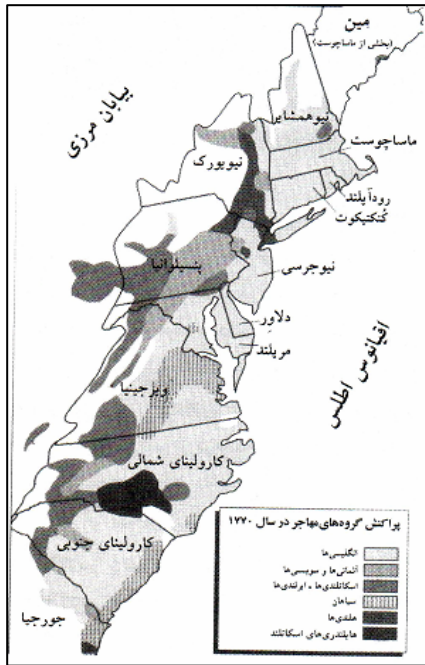 مین
(بخشی از ماساچوست)
بیابان مرزی
نیوهمشایر
ماساچوست
نیویورک
رودآیلند
کنکتیکوت
پنسیلوانیا
نیوجرسی
دلاور
مریلند
اقیانوس اطلس
ویرجینیا
کارولینای شمالی
کارولینای جنوبی
جورجیا
پراکنش گروه‌های مهاجر در سال ۱۷۷۰
انگلیسی‌ها
آلمانی‌ها و سویسی‌ها
اسکاتلندی‌ها - ایرلندی‌ها
سیاهان
هلندی‌ها
هایلندری‌های اسکاتلند